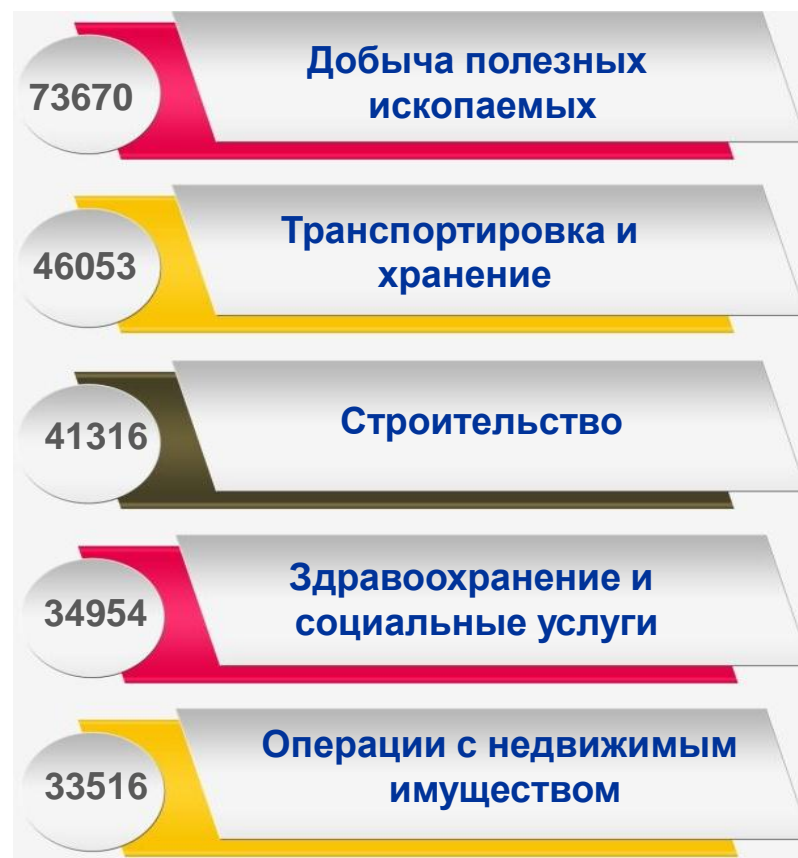 73670
Добыча полезных
ископаемых
46053
Транспортировка и
хранение
41316
Строительство
34954
Здравоохранение и
социальные услуги
33516
Операции с недвижимым
имуществом